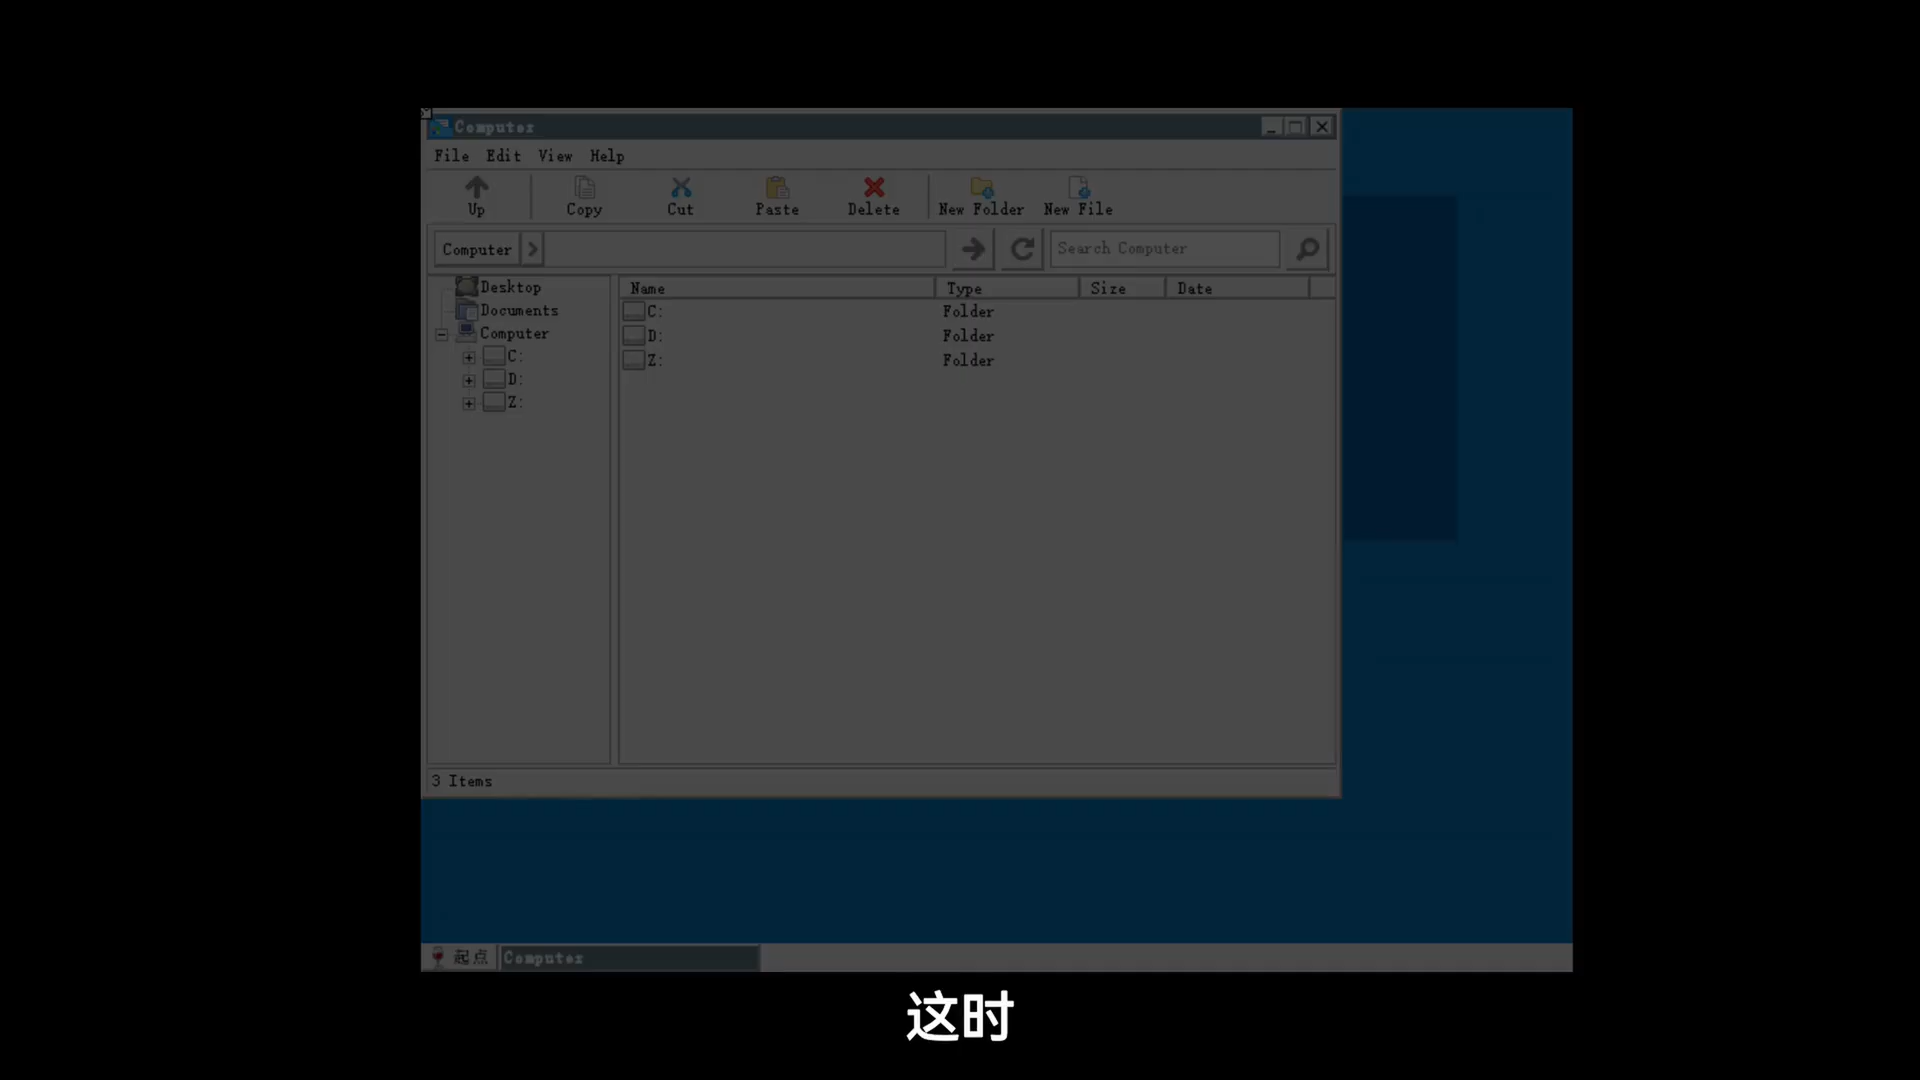 Computer
File Edit View Help
Up Copy Cut Paste Delete New Folder New File
Computer Search Computer
Desktop
Documents
Computer
C:
D:
Z:
Name Type Size Date
C: Folder
D: Folder
Z: Folder
3 Items
起点 Computer
这时